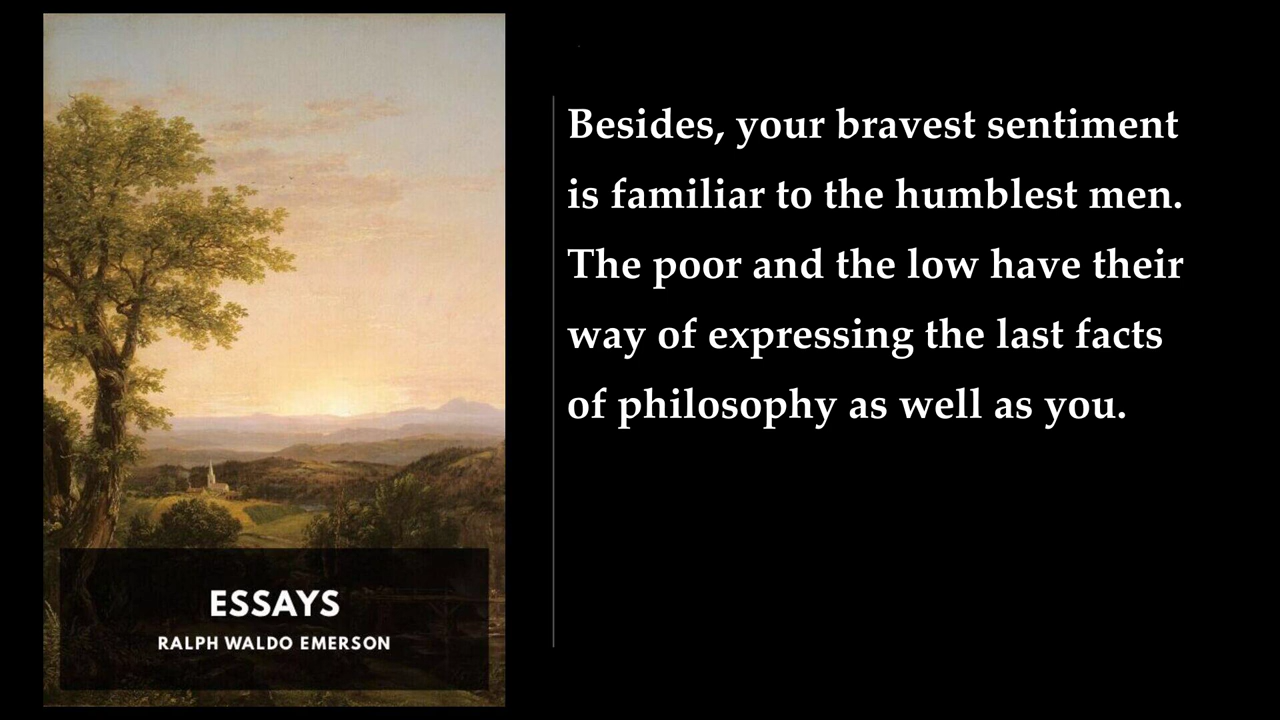 ESSAYS
RALPH WALDO EMERSON
Besides, your bravest sentiment
is familiar to the humblest men.
The poor and the low have their
way of expressing the last facts
of philosophy as well as you.